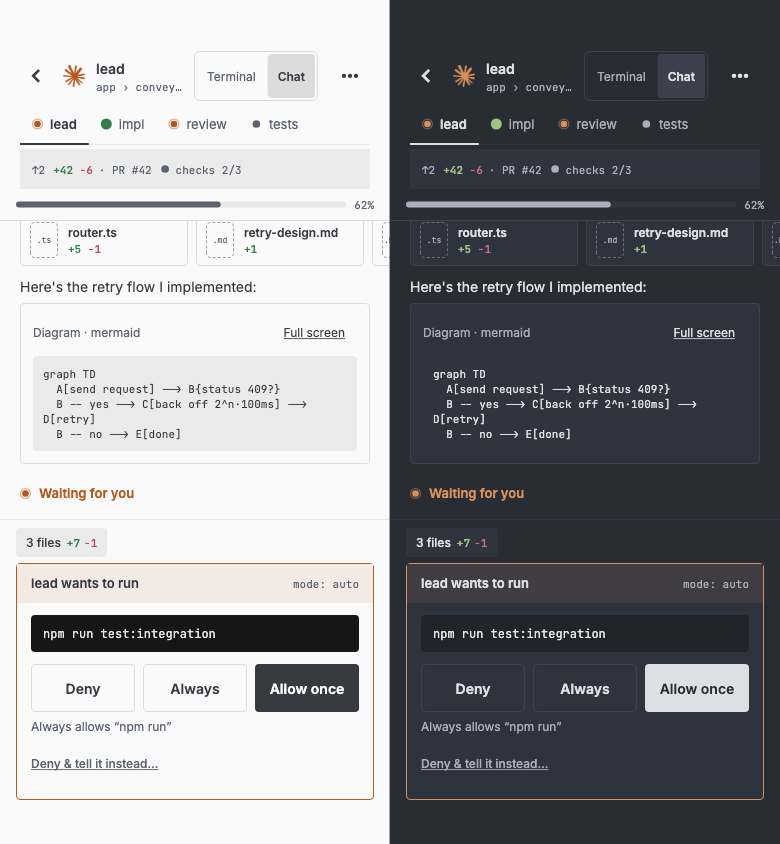 lead
app › convey…
Terminal
Chat
•••
lead
impl
review
tests
↑2 +42 -6 · PR #42 ● checks 2/3
62%
.ts
router.ts
+5 -1
.md
retry-design.md
+1
Here's the retry flow I implemented:
Diagram · mermaid
Full screen
graph TD
A[send request] --> B{status 409?}
B -- yes --> C[back off 2^n·100ms] -->
D[retry]
B -- no --> E[done]
Waiting for you
3 files +7 -1
lead wants to run
mode: auto
npm run test:integration
Deny
Always
Allow once
Always allows “npm run”
Deny & tell it instead…
lead
app › convey…
Terminal
Chat
•••
lead
impl
review
tests
↑2 +42 -6 · PR #42 ● checks 2/3
62%
.ts
router.ts
+5 -1
.md
retry-design.md
+1
Here's the retry flow I implemented:
Diagram · mermaid
Full screen
graph TD
A[send request] --> B{status 409?}
B -- yes --> C[back off 2^n·100ms] -->
D[retry]
B -- no --> E[done]
Waiting for you
3 files +7 -1
lead wants to run
mode: auto
npm run test:integration
Deny
Always
Allow once
Always allows “npm run”
Deny & tell it instead…